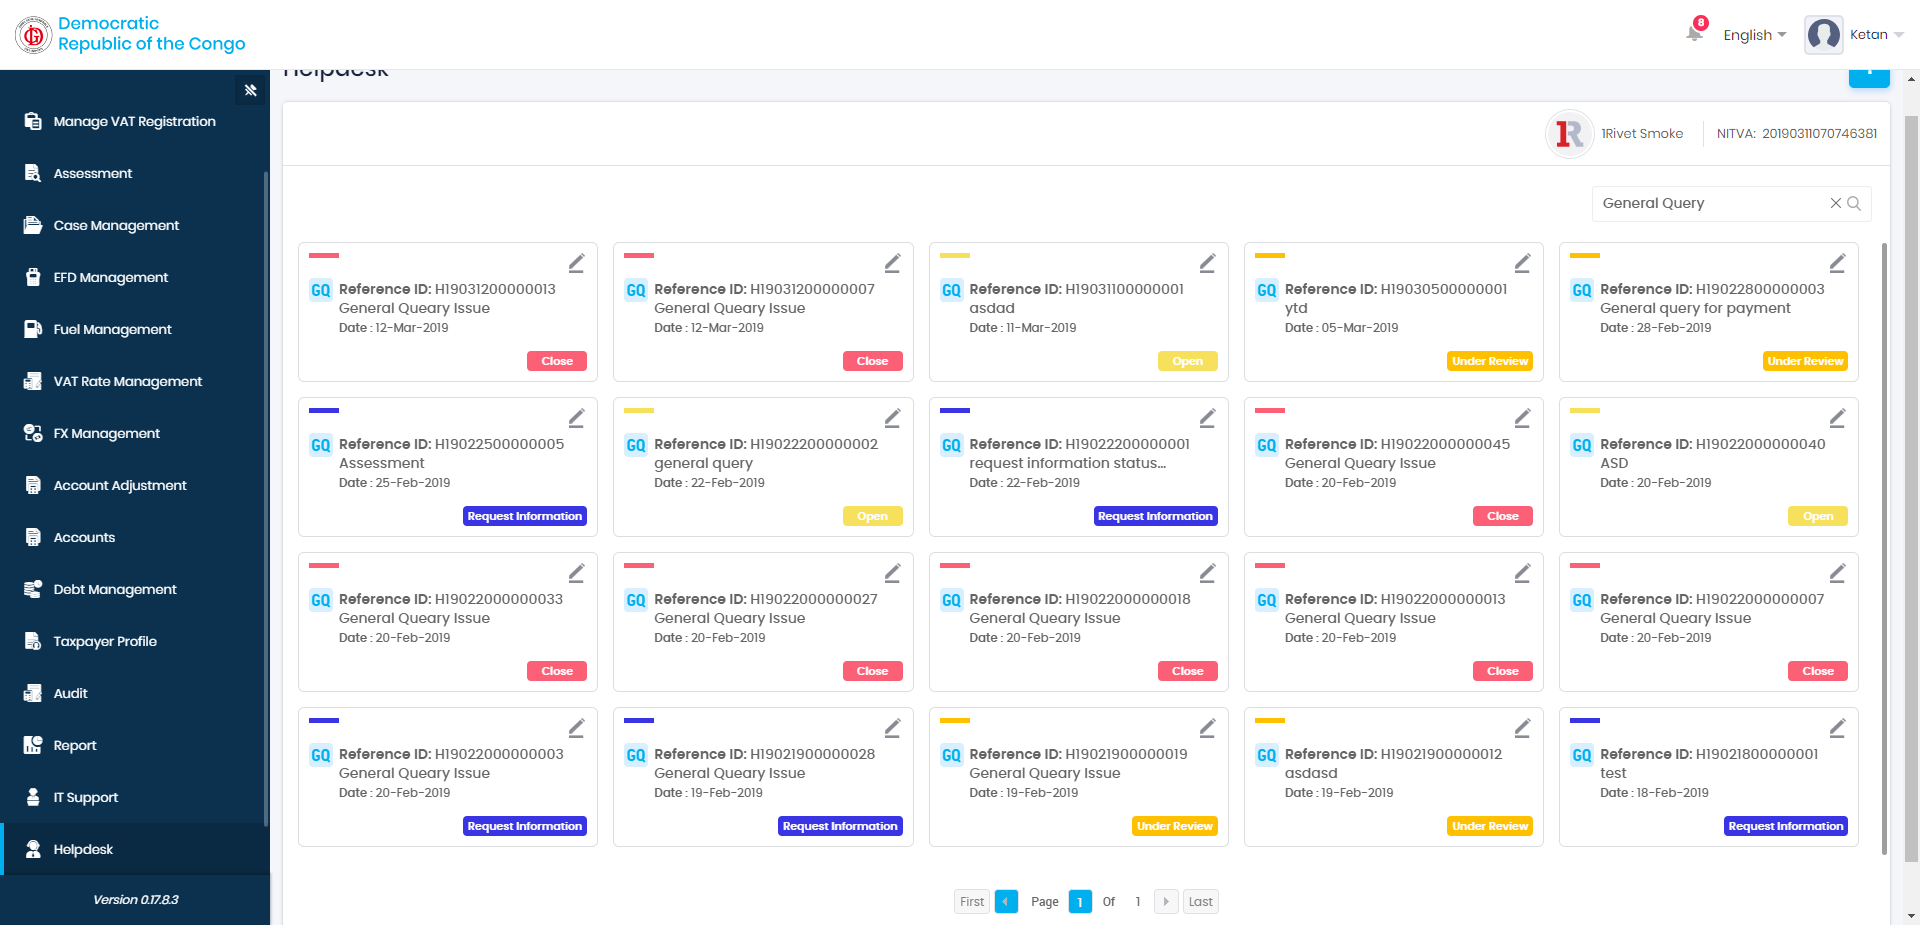 Democratic
Republic of the Congo
8
English
Ketan
Helpdesk
Manage VAT Registration
Assessment
Case Management
EFD Management
Fuel Management
VAT Rate Management
FX Management
Account Adjustment
Accounts
Debt Management
Taxpayer Profile
Audit
Report
IT Support
Helpdesk
Version 0.17.8.3
1R 1Rivet Smoke NITVA: 20190311070746381
General Query
GQ Reference ID: H19031200000013
General Queary Issue
Date : 12-Mar-2019
Close
GQ Reference ID: H19031200000007
General Queary Issue
Date : 12-Mar-2019
Close
GQ Reference ID: H19031100000001
asdad
Date : 11-Mar-2019
Open
GQ Reference ID: H19030500000001
ytd
Date : 05-Mar-2019
Under Review
GQ Reference ID: H19022800000003
General query for payment
Date : 28-Feb-2019
Under Review
GQ Reference ID: H19022500000005
Assessment
Date : 25-Feb-2019
Request Information
GQ Reference ID: H19022200000002
general query
Date : 22-Feb-2019
Open
GQ Reference ID: H19022200000001
request information status...
Date : 22-Feb-2019
Request Information
GQ Reference ID: H19022000000045
General Queary Issue
Date : 20-Feb-2019
Close
GQ Reference ID: H19022000000040
ASD
Date : 20-Feb-2019
Open
GQ Reference ID: H19022000000033
General Queary Issue
Date : 20-Feb-2019
Close
GQ Reference ID: H19022000000027
General Queary Issue
Date : 20-Feb-2019
Close
GQ Reference ID: H19022000000018
General Queary Issue
Date : 20-Feb-2019
Close
GQ Reference ID: H19022000000013
General Queary Issue
Date : 20-Feb-2019
Close
GQ Reference ID: H19022000000007
General Queary Issue
Date : 20-Feb-2019
Close
GQ Reference ID: H19022000000003
General Queary Issue
Date : 20-Feb-2019
Request Information
GQ Reference ID: H19021900000028
General Queary Issue
Date : 19-Feb-2019
Request Information
GQ Reference ID: H19021900000019
General Queary Issue
Date : 19-Feb-2019
Under Review
GQ Reference ID: H19021900000012
asdasd
Date : 19-Feb-2019
Under Review
GQ Reference ID: H19021800000001
test
Date : 18-Feb-2019
Request Information
First Page 1 Of 1 Last